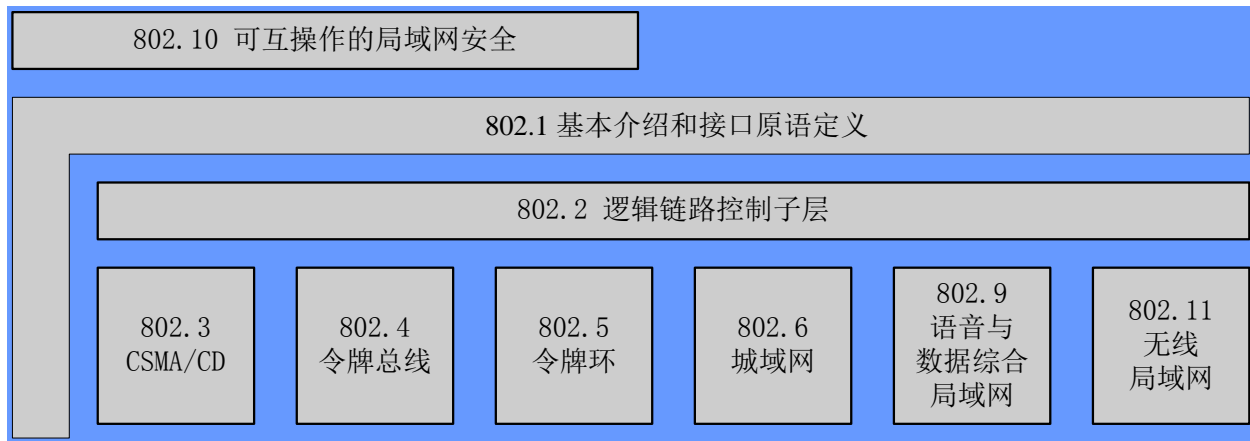 802.10 可互操作的局域网安全
802.1 基本介绍和接口原语定义
802.2 逻辑链路控制子层
802.3
CSMA/CD
802.4
令牌总线
802.5
令牌环
802.6
城域网
802.9
语音与
数据综合
局域网
802.11
无线
局域网